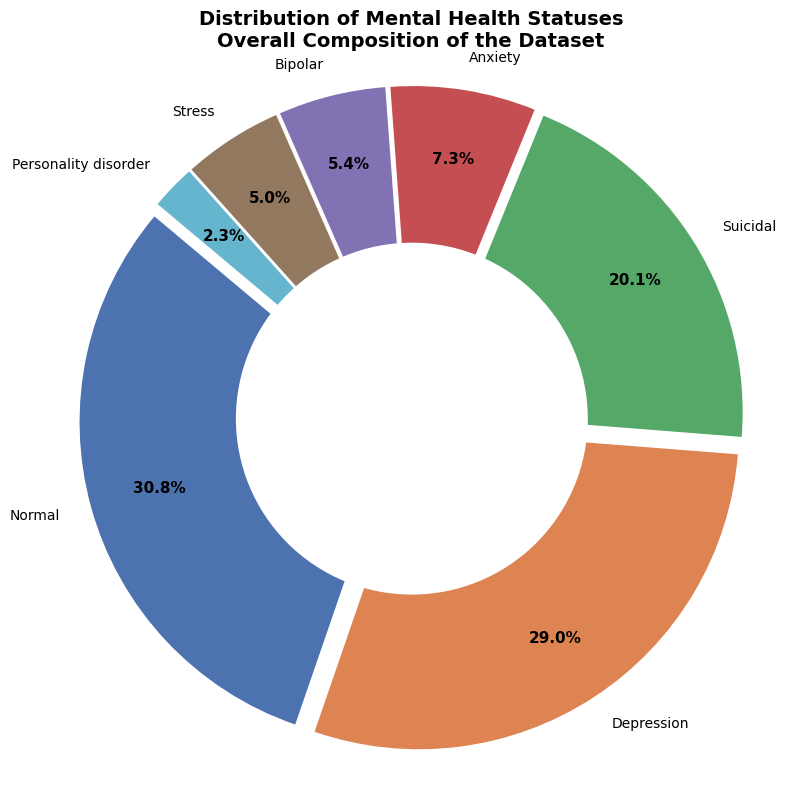 Distribution of Mental Health Statuses
Overall Composition of the Dataset
Bipolar
Anxiety
Stress
Personality disorder
5.4%
7.3%
5.0%
Suicidal
2.3%
20.1%
30.8%
Normal
29.0%
Depression